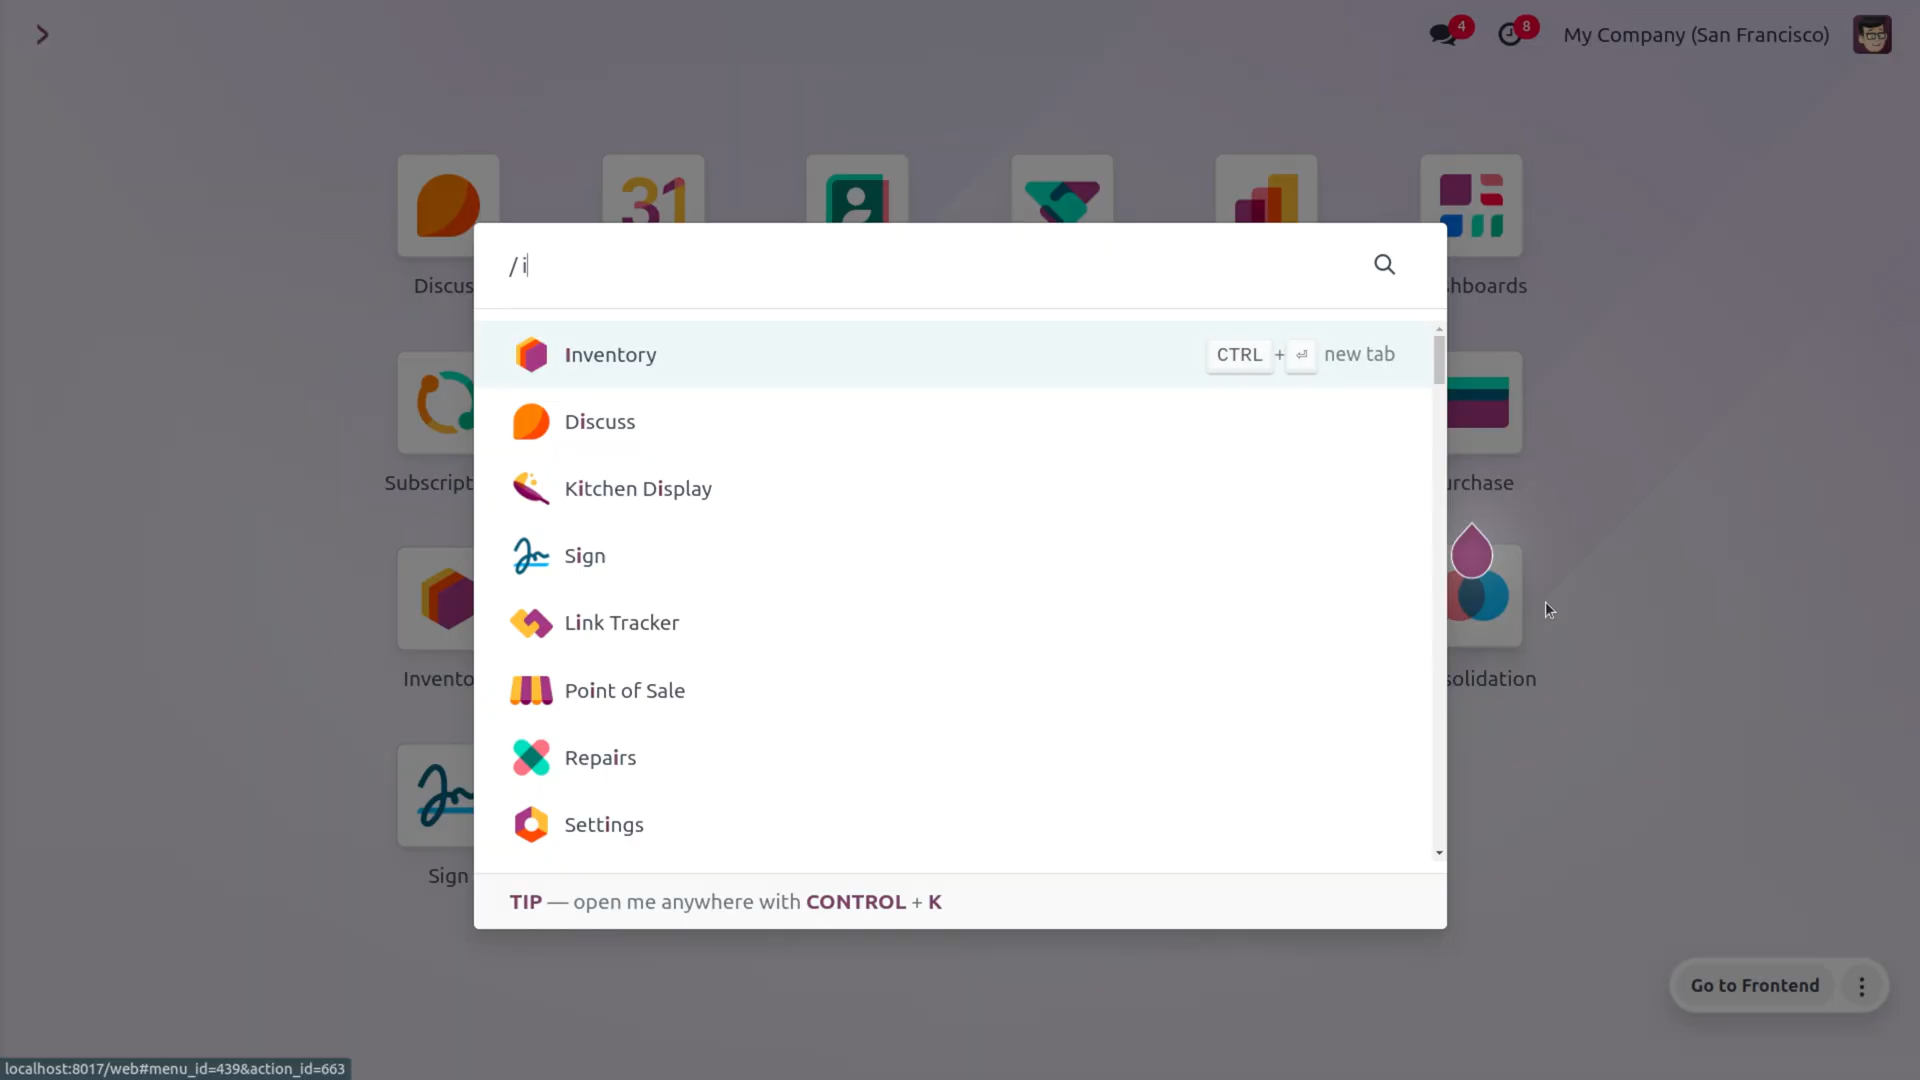 4
8
My Company (San Francisco)
31
Discus
hboards
/ i
Inventory
CTRL + ⏎ new tab
Discuss
Kitchen Display
Sign
Link Tracker
Point of Sale
Repairs
Settings
TIP — open me anywhere with CONTROL + K
Subscript
urchase
Invento
solidation
Sign
Go to Frontend
localhost:8017/web#menu_id=439&action_id=663